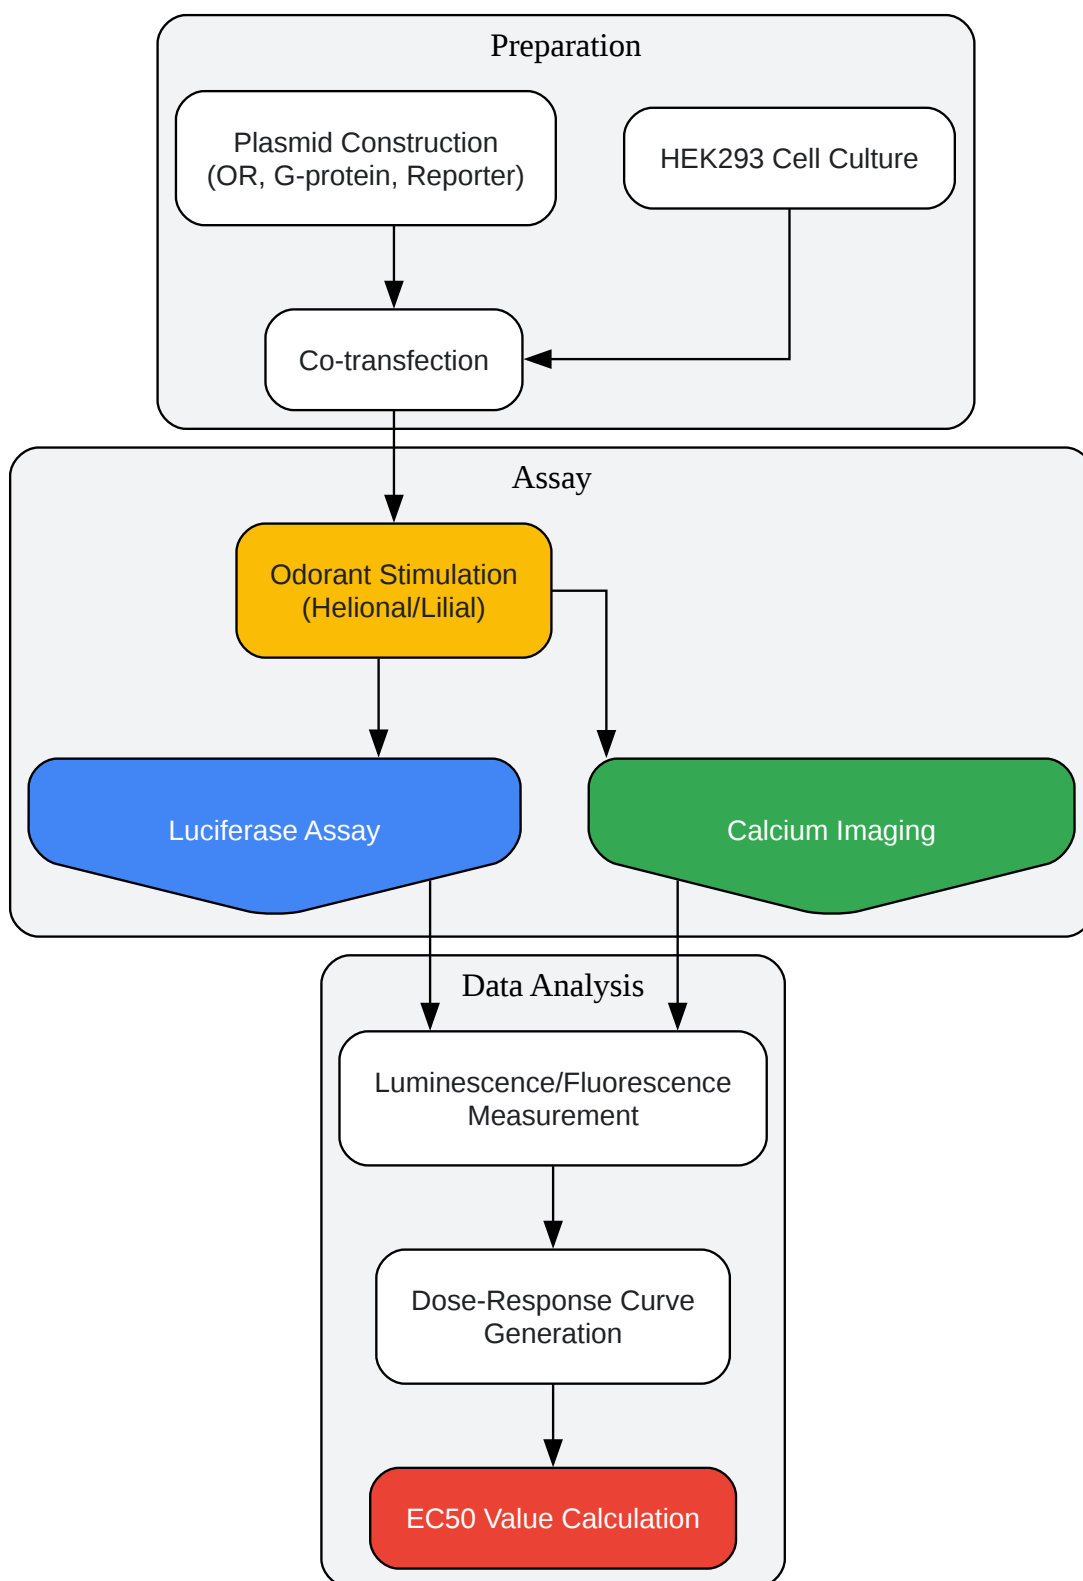 Preparation
Plasmid Construction
(OR, G-protein, Reporter)
HEK293 Cell Culture
Co-transfection
Assay
Odorant Stimulation
(Helional/Lilial)
Luciferase Assay
Calcium Imaging
Data Analysis
Luminescence/Fluorescence
Measurement
Dose-Response Curve
Generation
EC50 Value Calculation